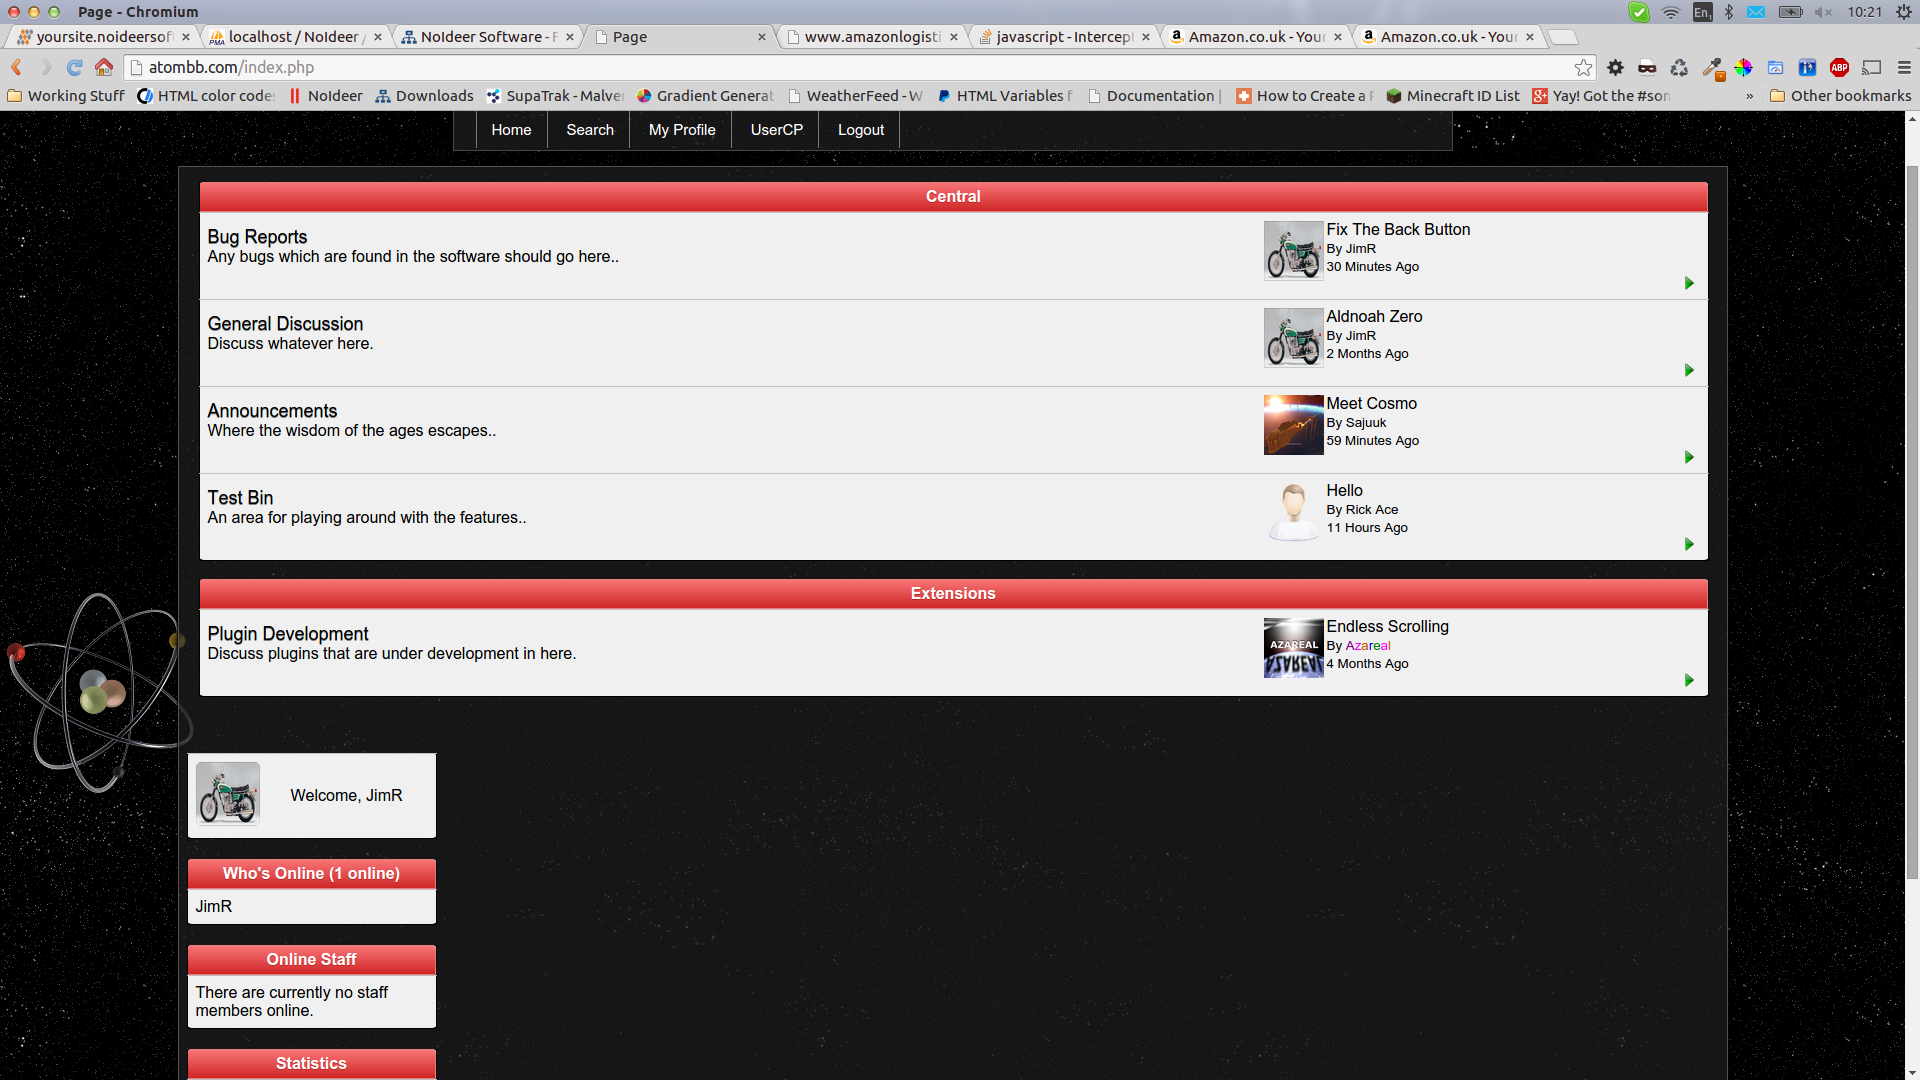 Page - Chromium
En1
10:21
yoursite.noideersof
localhost / NoIdeer /
NoIdeer Software - F
Page
www.amazonlogisti
javascript - Intercep
Amazon.co.uk - Your
Amazon.co.uk - Your
atombb.com/index.php
ABP
Working Stuff
HTML color codes
NoIdeer
Downloads
SupaTrak - Malver
Gradient Generat
WeatherFeed - W
HTML Variables f
Documentation |
How to Create a F
Minecraft ID List
Yay! Got the #son
»
Other bookmarks
Home
Search
My Profile
UserCP
Logout
Central
Bug Reports
Any bugs which are found in the software should go here..
Fix The Back Button
By JimR
30 Minutes Ago
General Discussion
Discuss whatever here.
Aldnoah Zero
By JimR
2 Months Ago
Announcements
Where the wisdom of the ages escapes..
Meet Cosmo
By Sajuuk
59 Minutes Ago
Test Bin
An area for playing around with the features..
Hello
By Rick Ace
11 Hours Ago
Extensions
Plugin Development
Discuss plugins that are under development in here.
AZAREAL
Endless Scrolling
By Azareal
4 Months Ago
Welcome, JimR
Who's Online (1 online)
JimR
Online Staff
There are currently no staff
members online.
Statistics